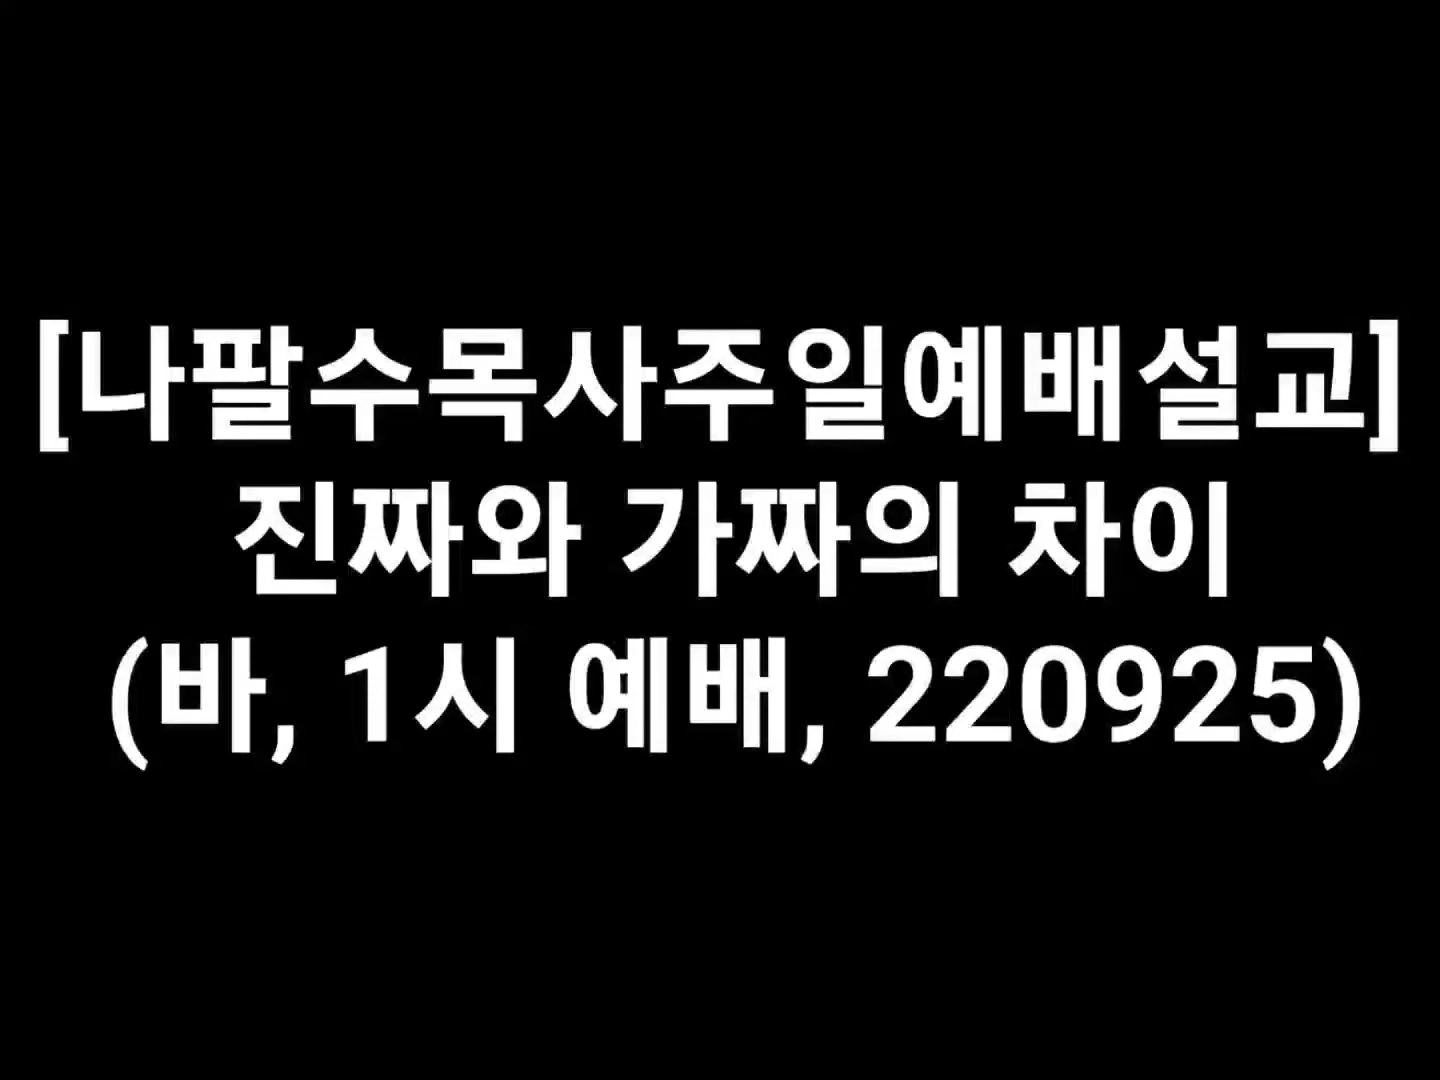 [나팔수목사주일예배설교]
진짜와 가짜의 차이
(바, 1시 예배, 220925)